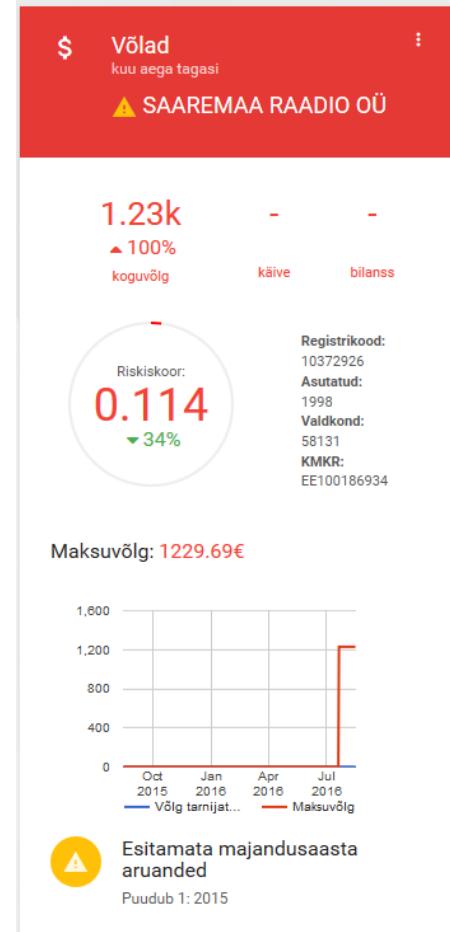 $ Võlad
kuu aega tagasi
SAAREMAA RAADIO OÜ
1.23k - -
100%
koguvõlg käive bilanss
Riskiskoor:
0.114
34%
Registrikood:
10372926
Asutatud:
1998
Valdkond:
58131
KMKR:
EE100186934
Maksuvõlg: 1229.69€
1,600
1,200
800
400
0
Oct Jan Apr Jul
2015 2016 2016 2016
Võlg tarnijat... Maksuvõlg
Esitamata majandusaasta
aruanded
Puudub 1: 2015